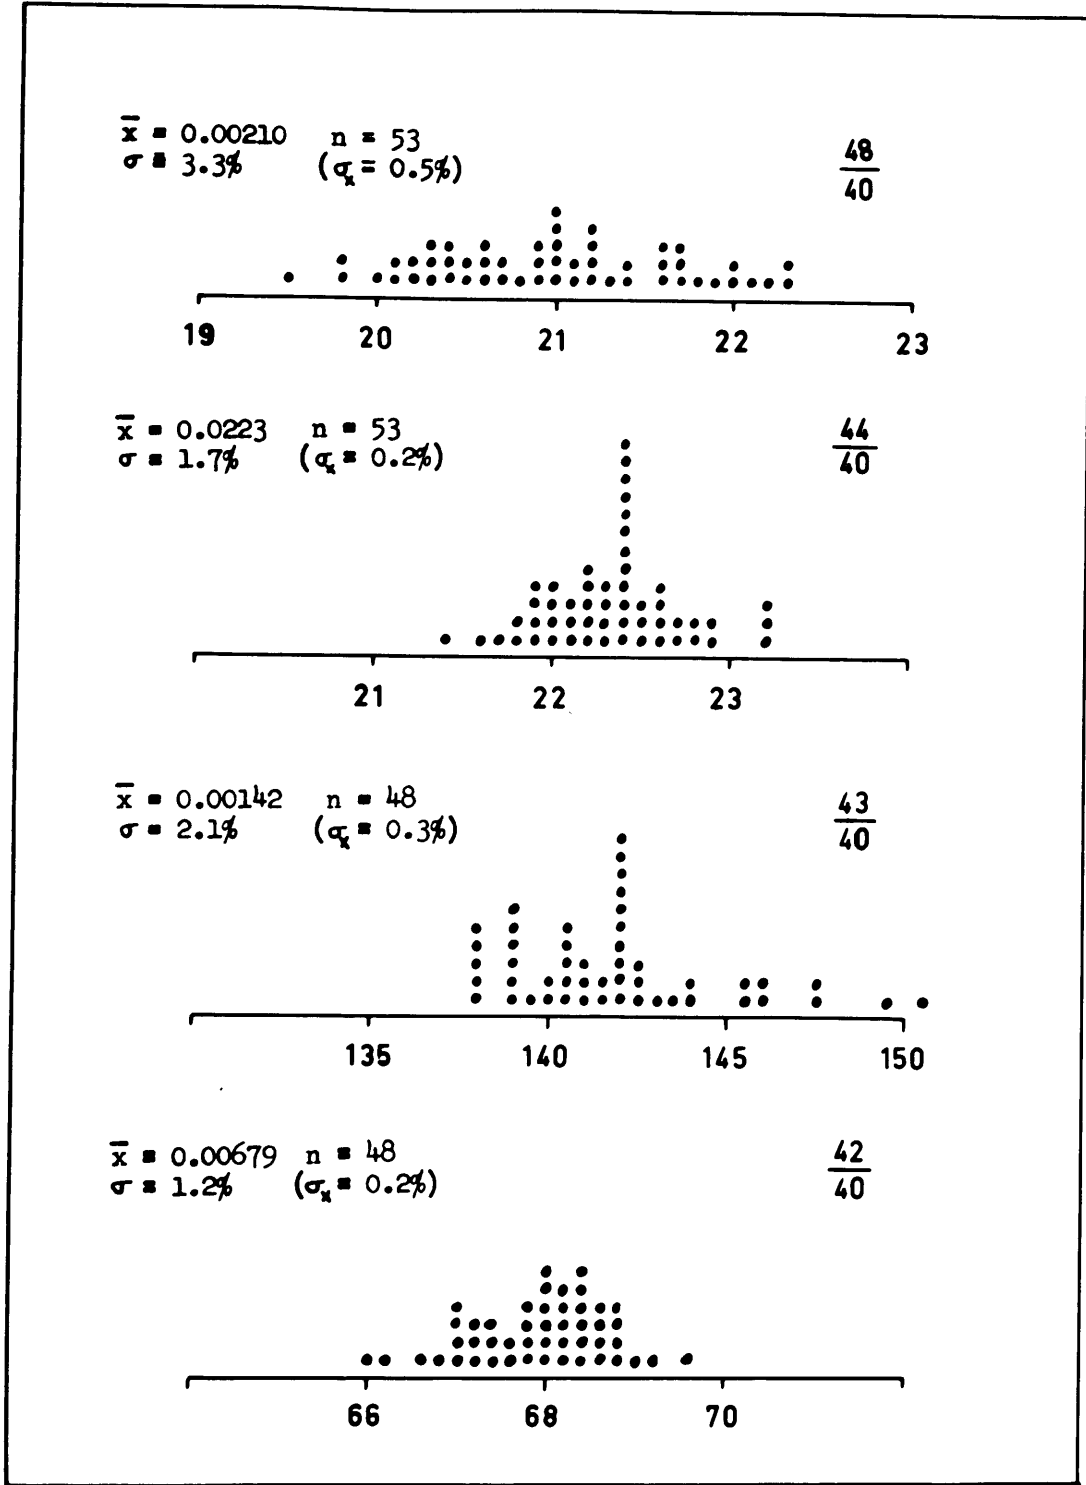 x̄ = 0.00210 n = 53
σ = 3.3% (σx = 0.5%)
48
40
19 20 21 22 23
x̄ = 0.0223 n = 53
σ = 1.7% (σx = 0.2%)
44
40
21 22 23
x̄ = 0.00142 n = 48
σ = 2.1% (σx = 0.3%)
43
40
135 140 145 150
x̄ = 0.00679 n = 48
σ = 1.2% (σx = 0.2%)
42
40
66 68 70